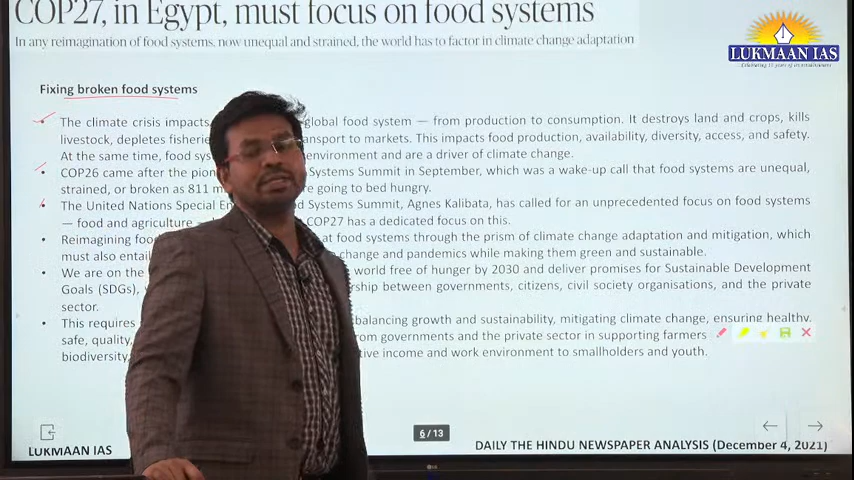 COP27, in Egypt, must focus on food systems
In any reimagination of food systems, now unequal and strained, the world has to factor in climate change adaptation
LUKMAAN IAS
Fixing broken food systems
• The climate crisis impacts global food system — from production to consumption. It destroys land and crops, kills
livestock, depletes fisheries transport to markets. This impacts food production, availability, diversity, access, and safety.
At the same time, food sys environment and are a driver of climate change.
• COP26 came after the pion Systems Summit in September, which was a wake-up call that food systems are unequal,
strained, or broken as 811 m are going to bed hungry.
• The United Nations Special En d Systems Summit, Agnes Kalibata, has called for an unprecedented focus on food systems
— food and agriculture — COP27 has a dedicated focus on this.
• Reimagining food at food systems through the prism of climate change adaptation and mitigation, which
must also entail change and pandemics while making them green and sustainable.
• We are on the world free of hunger by 2030 and deliver promises for Sustainable Development
Goals (SDGs), rship between governments, citizens, civil society organisations, and the private
sector.
• This requires balancing growth and sustainability, mitigating climate change, ensuring healthy,
safe, quality, from governments and the private sector in supporting farmers
biodiversity, tive income and work environment to smallholders and youth.
6 / 13
LUKMAAN IAS
DAILY THE HINDU NEWSPAPER ANALYSIS (December 4, 2021)
LG